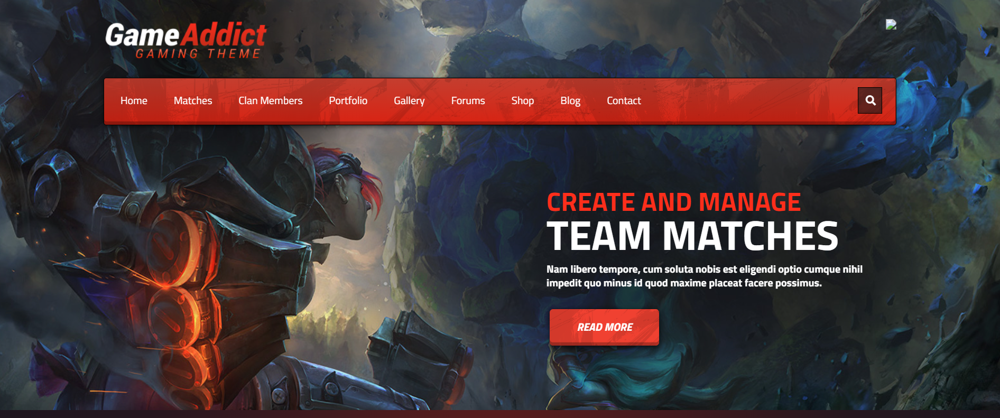 GameAddict
GAMING THEME
Home Matches Clan Members Portfolio Gallery Forums Shop Blog Contact
CREATE AND MANAGE
TEAM MATCHES
Nam libero tempore, cum soluta nobis est eligendi optio cumque nihil
impedit quo minus id quod maxime placeat facere possimus.
READ MORE